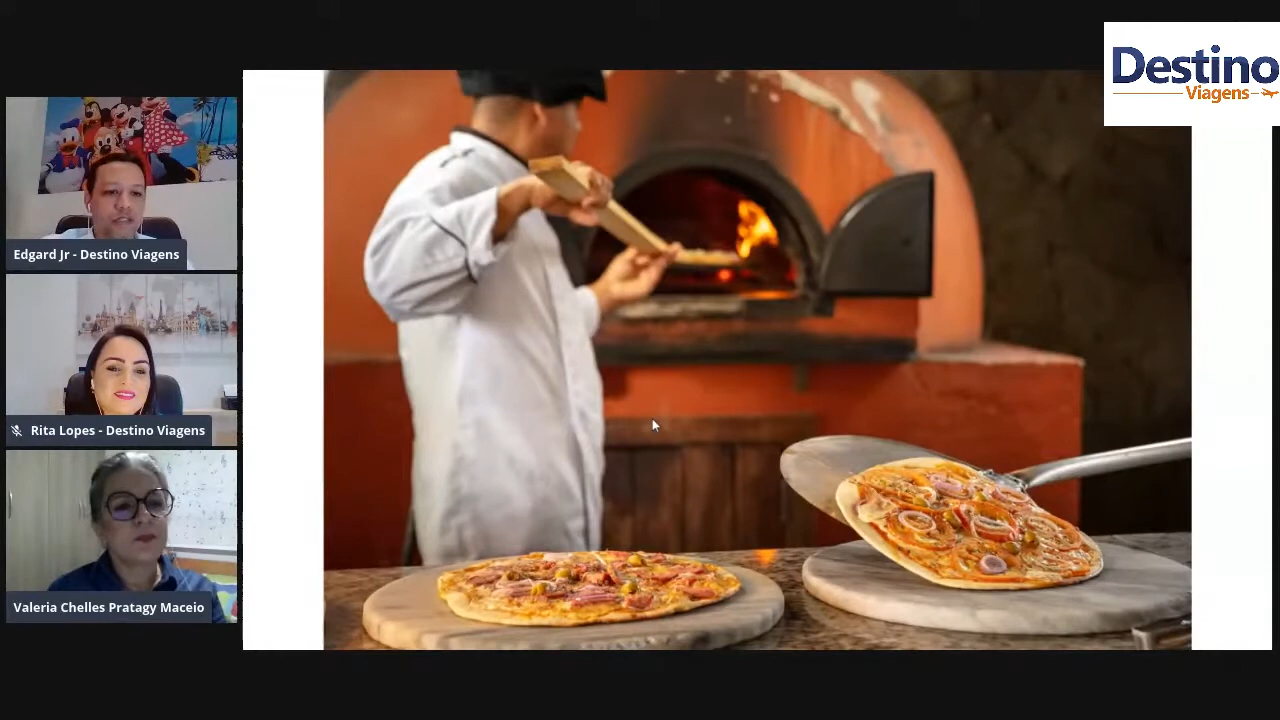 Destino
Viagens
Edgard Jr - Destino Viagens
Rita Lopes - Destino Viagens
Valeria Chelles Pratagy Maceio